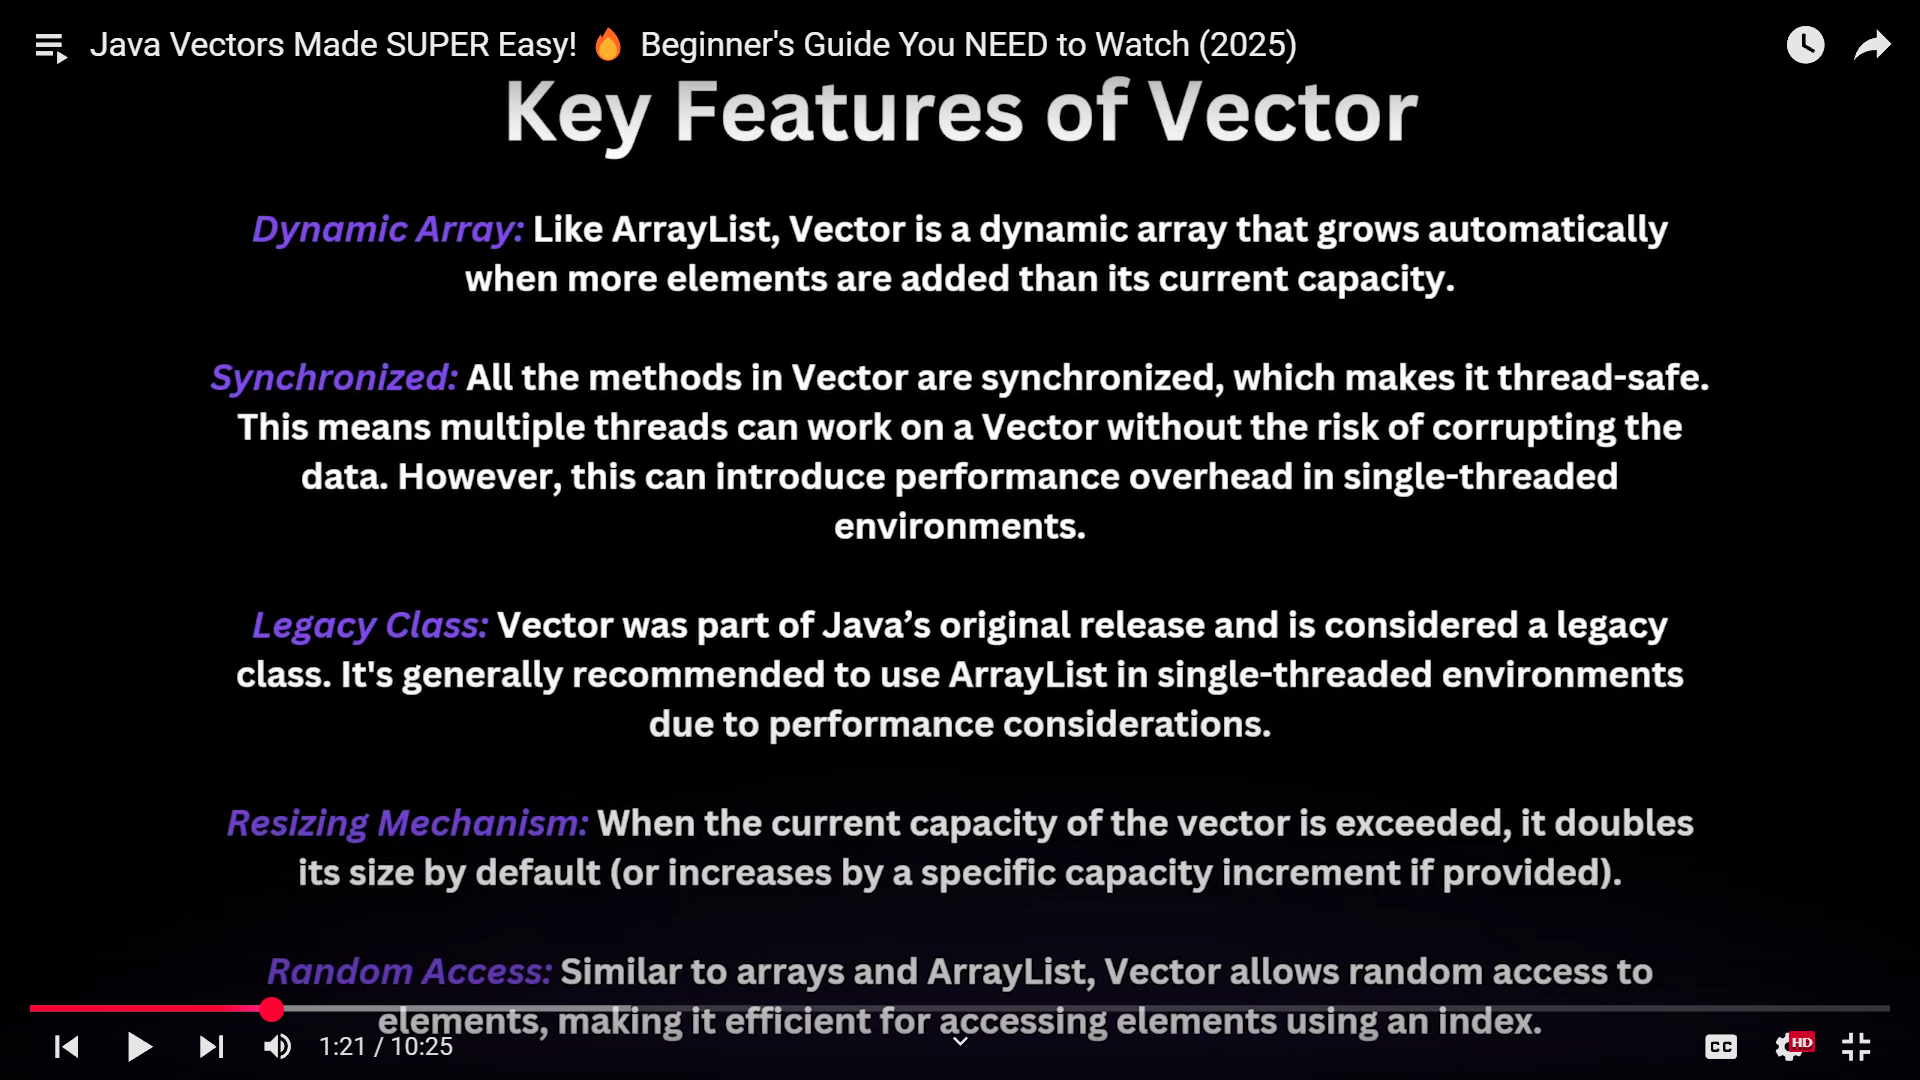 Java Vectors Made SUPER Easy! 🔥 Beginner's Guide You NEED to Watch (2025)
Key Features of Vector
Dynamic Array: Like ArrayList, Vector is a dynamic array that grows automatically
when more elements are added than its current capacity.
Synchronized: All the methods in Vector are synchronized, which makes it thread-safe.
This means multiple threads can work on a Vector without the risk of corrupting the
data. However, this can introduce performance overhead in single-threaded
environments.
Legacy Class: Vector was part of Java’s original release and is considered a legacy
class. It's generally recommended to use ArrayList in single-threaded environments
due to performance considerations.
Resizing Mechanism: When the current capacity of the vector is exceeded, it doubles
its size by default (or increases by a specific capacity increment if provided).
Random Access: Similar to arrays and ArrayList, Vector allows random access to
elements, making it efficient for accessing elements using an index.
1:21 / 10:25
CC
HD